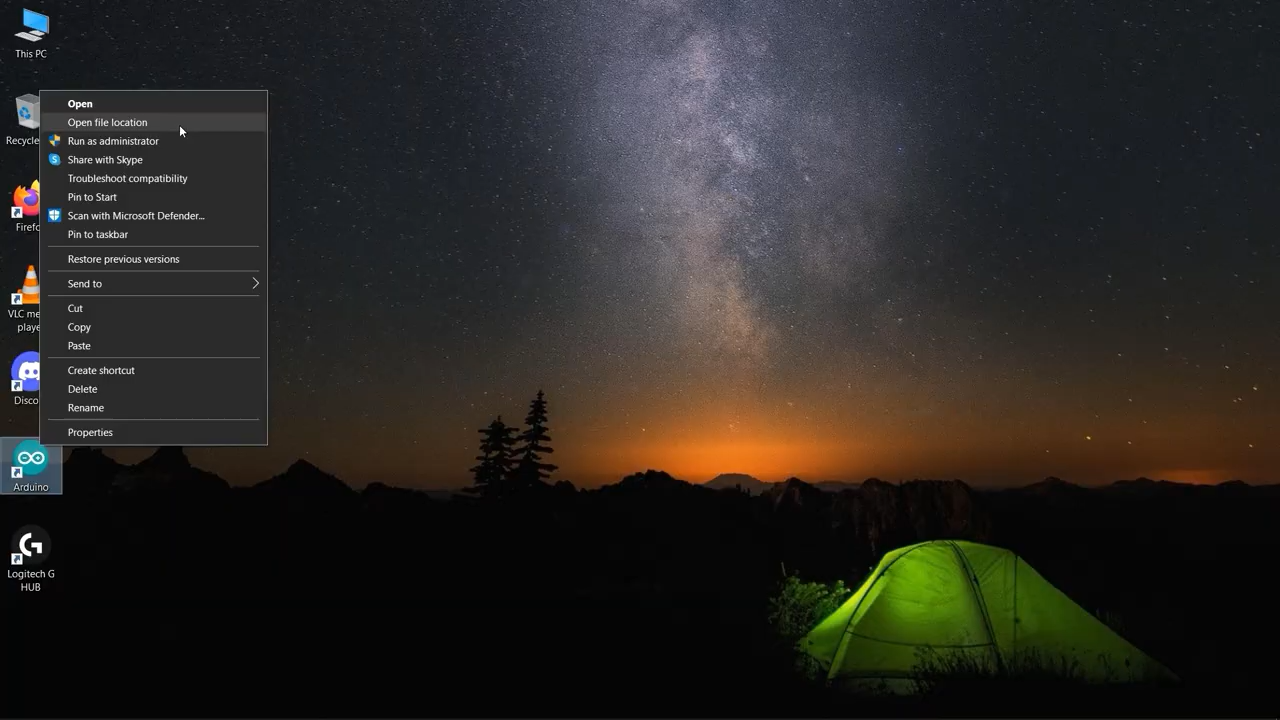 This PC
Open
Open file location
Run as administrator
Share with Skype
Troubleshoot compatibility
Pin to Start
Scan with Microsoft Defender...
Pin to taskbar
Restore previous versions
Send to
Cut
Copy
Paste
Create shortcut
Delete
Rename
Properties
Recycle
Firefo
VLC me
playe
Disco
Arduino
Logitech G
HUB